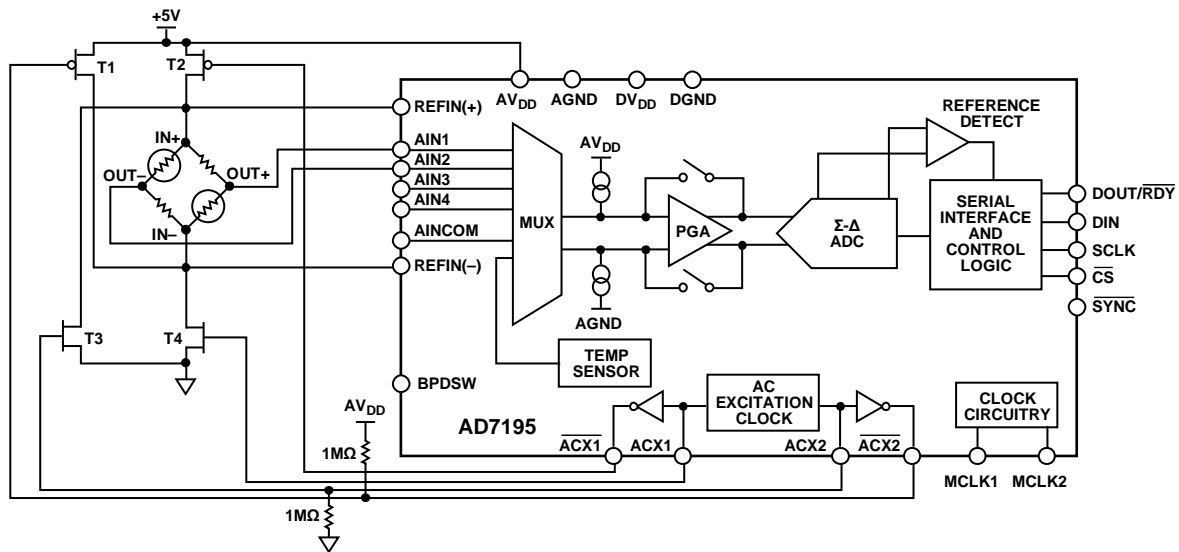 +5V
T1
T2
AVDD
AGND
DVDD
DGND
REFIN(+)
REFERENCE
DETECT
IN+
AIN1
AVDD
OUT–
OUT+
AIN2
AIN3
AIN4
MUX
PGA
Σ-Δ
ADC
SERIAL
INTERFACE
AND
CONTROL
LOGIC
DOUT/RDY
DIN
SCLK
CS
SYNC
IN–
AINCOM
REFIN(–)
AGND
T3
T4
TEMP
SENSOR
BPDSW
AVDD
AD7195
AC
EXCITATION
CLOCK
CLOCK
CIRCUITRY
1MΩ
ACX1
ACX1
ACX2
ACX2
MCLK1
MCLK2
1MΩ